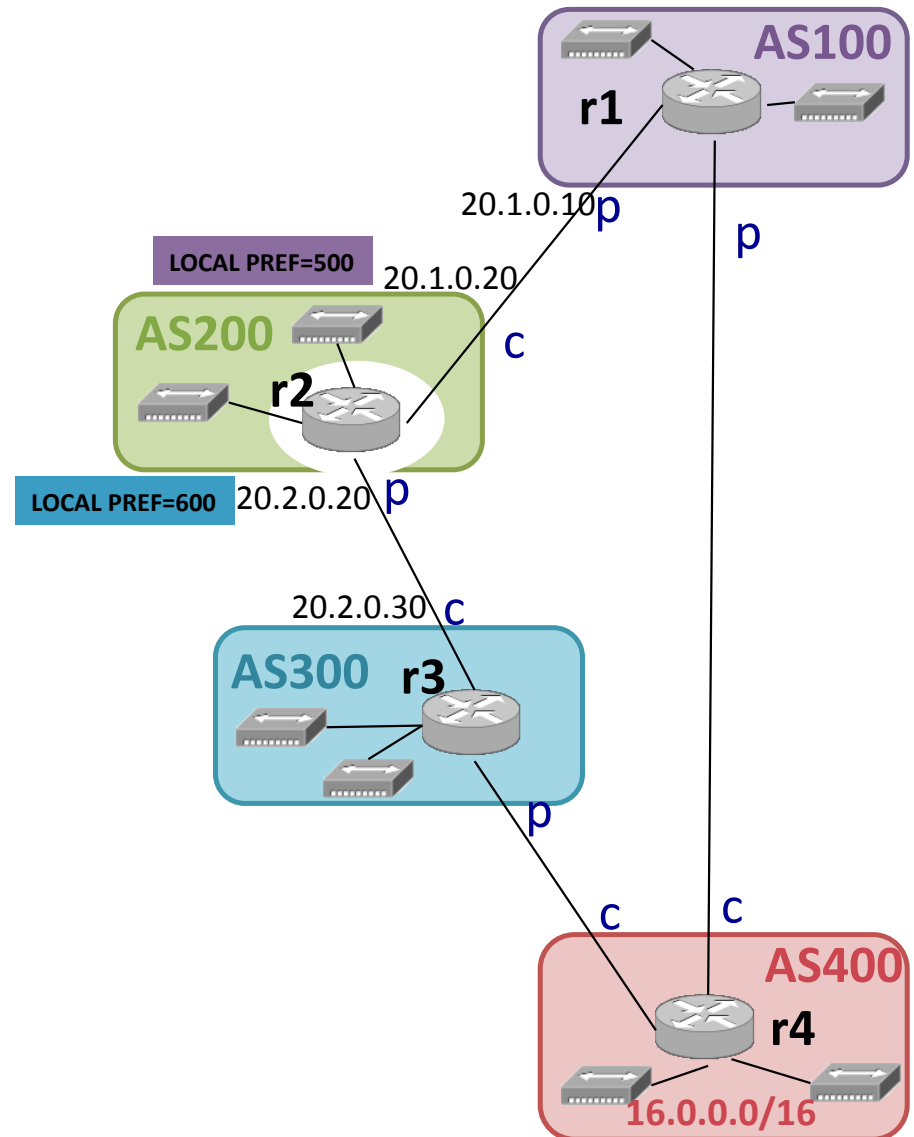 AS100
r1
20.1.0.10
p
p
LOCAL PREF=500
20.1.0.20
AS200
c
r2
LOCAL PREF=600
20.2.0.20
p
20.2.0.30
c
AS300
r3
p
c
c
AS400
r4
16.0.0.0/16